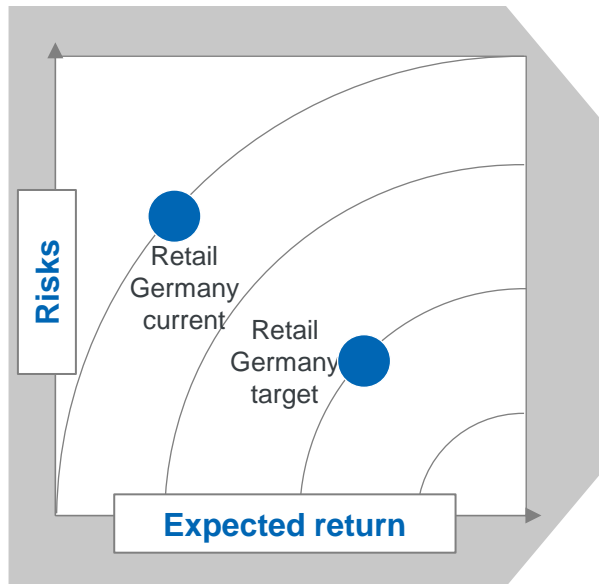 Risks
Retail
Germany
current
Retail
Germany
target
Expected return